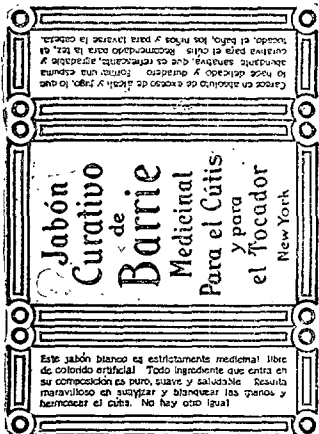 Carece en absoluto de exceso de álcali y jugo, lo que
lo hace delicado y duradero Forma una espuma
abundante sanativa, que es refrescante, agradable y
curativa para el cutis Recomendado para la tez, el
tocado, el baño, los niños y para lavarse la cabeza.
Jabón
Curativo
de
Barrie
Medicinal
Para el Cútis
y para
el Tocador
New York
Este jabón blanco es estrictamente medicinal libre
de colorido artificial Todo ingrediente que entra en
su composición es puro, suave y saludable Resulta
maravilloso en suavizar y blanquear las manos y
hermosear el cutis. No hay otro igual